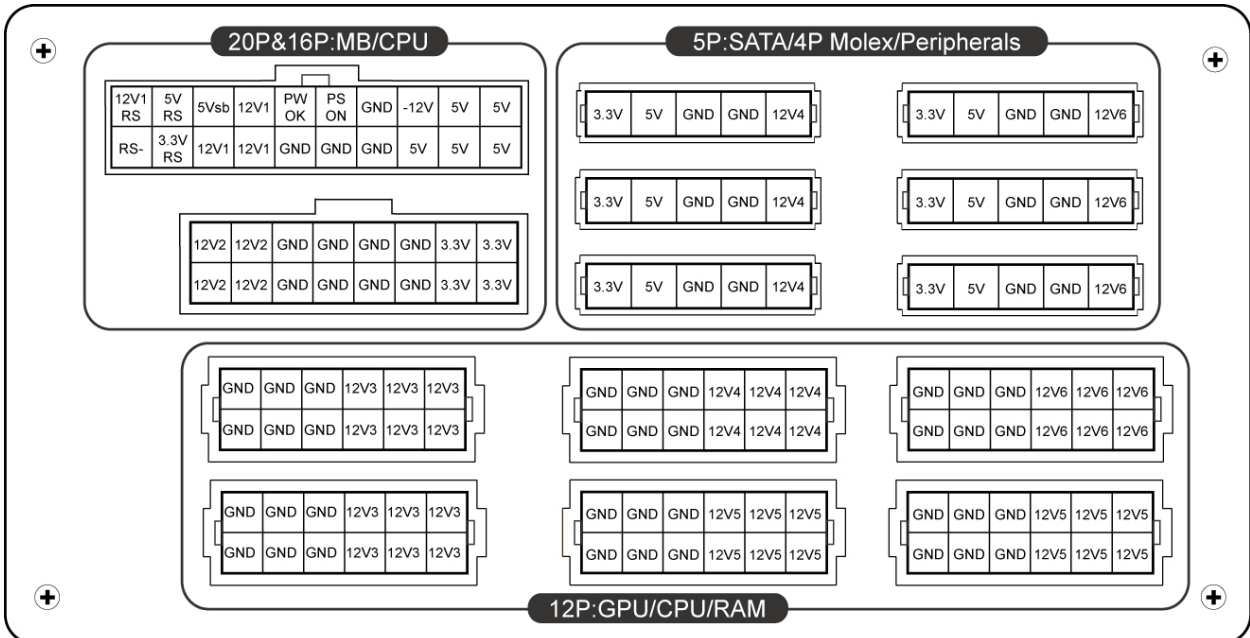 20P&16P:MB/CPU
12V1 RS 5V RS 5Vsb 12V1 PW OK PS ON GND -12V 5V 5V
RS- 3.3V RS 12V1 12V1 GND GND GND 5V 5V 5V
12V2 12V2 GND GND GND GND 3.3V 3.3V
12V2 12V2 GND GND GND GND 3.3V 3.3V
5P:SATA/4P Molex/Peripherals
3.3V 5V GND GND 12V4
3.3V 5V GND GND 12V6
3.3V 5V GND GND 12V4
3.3V 5V GND GND 12V6
3.3V 5V GND GND 12V4
3.3V 5V GND GND 12V6
GND GND GND 12V3 12V3 12V3
GND GND GND 12V3 12V3 12V3
GND GND GND 12V4 12V4 12V4
GND GND GND 12V4 12V4 12V4
GND GND GND 12V6 12V6 12V6
GND GND GND 12V6 12V6 12V6
GND GND GND 12V3 12V3 12V3
GND GND GND 12V3 12V3 12V3
GND GND GND 12V5 12V5 12V5
GND GND GND 12V5 12V5 12V5
GND GND GND 12V5 12V5 12V5
GND GND GND 12V5 12V5 12V5
12P:GPU/CPU/RAM